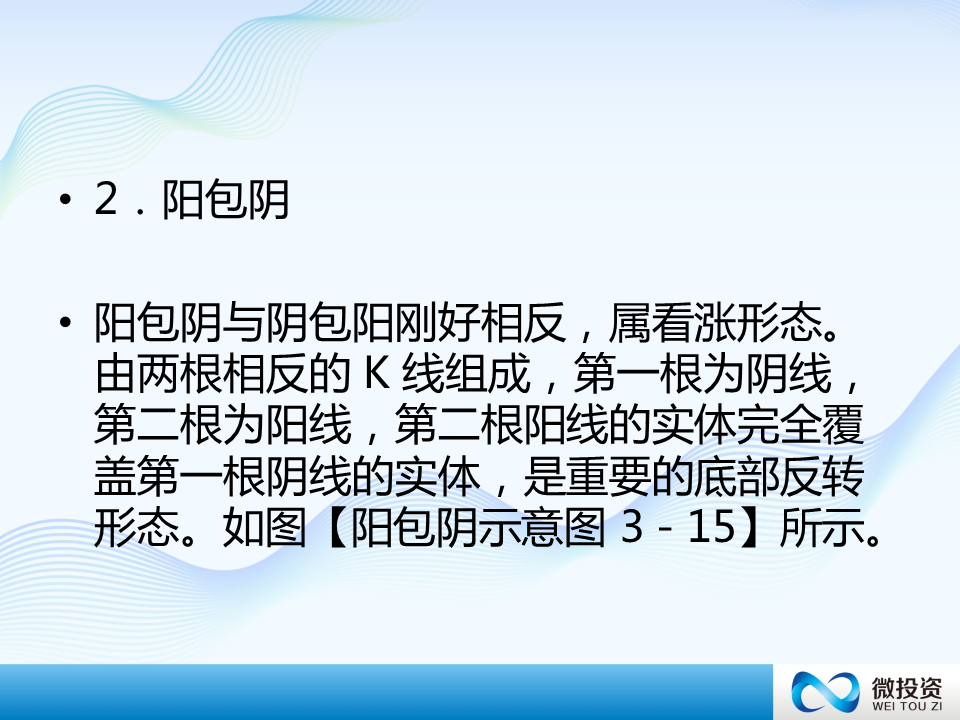 • 2．阳包阴
• 阳包阴与阴包阳刚好相反，属看涨形态。
由两根相反的 K 线组成，第一根为阴线，
第二根为阳线，第二根阳线的实体完全覆
盖第一根阴线的实体，是重要的底部反转
形态。如图【阳包阴示意图 3－15】所示。
微投资
WEI TOU ZI